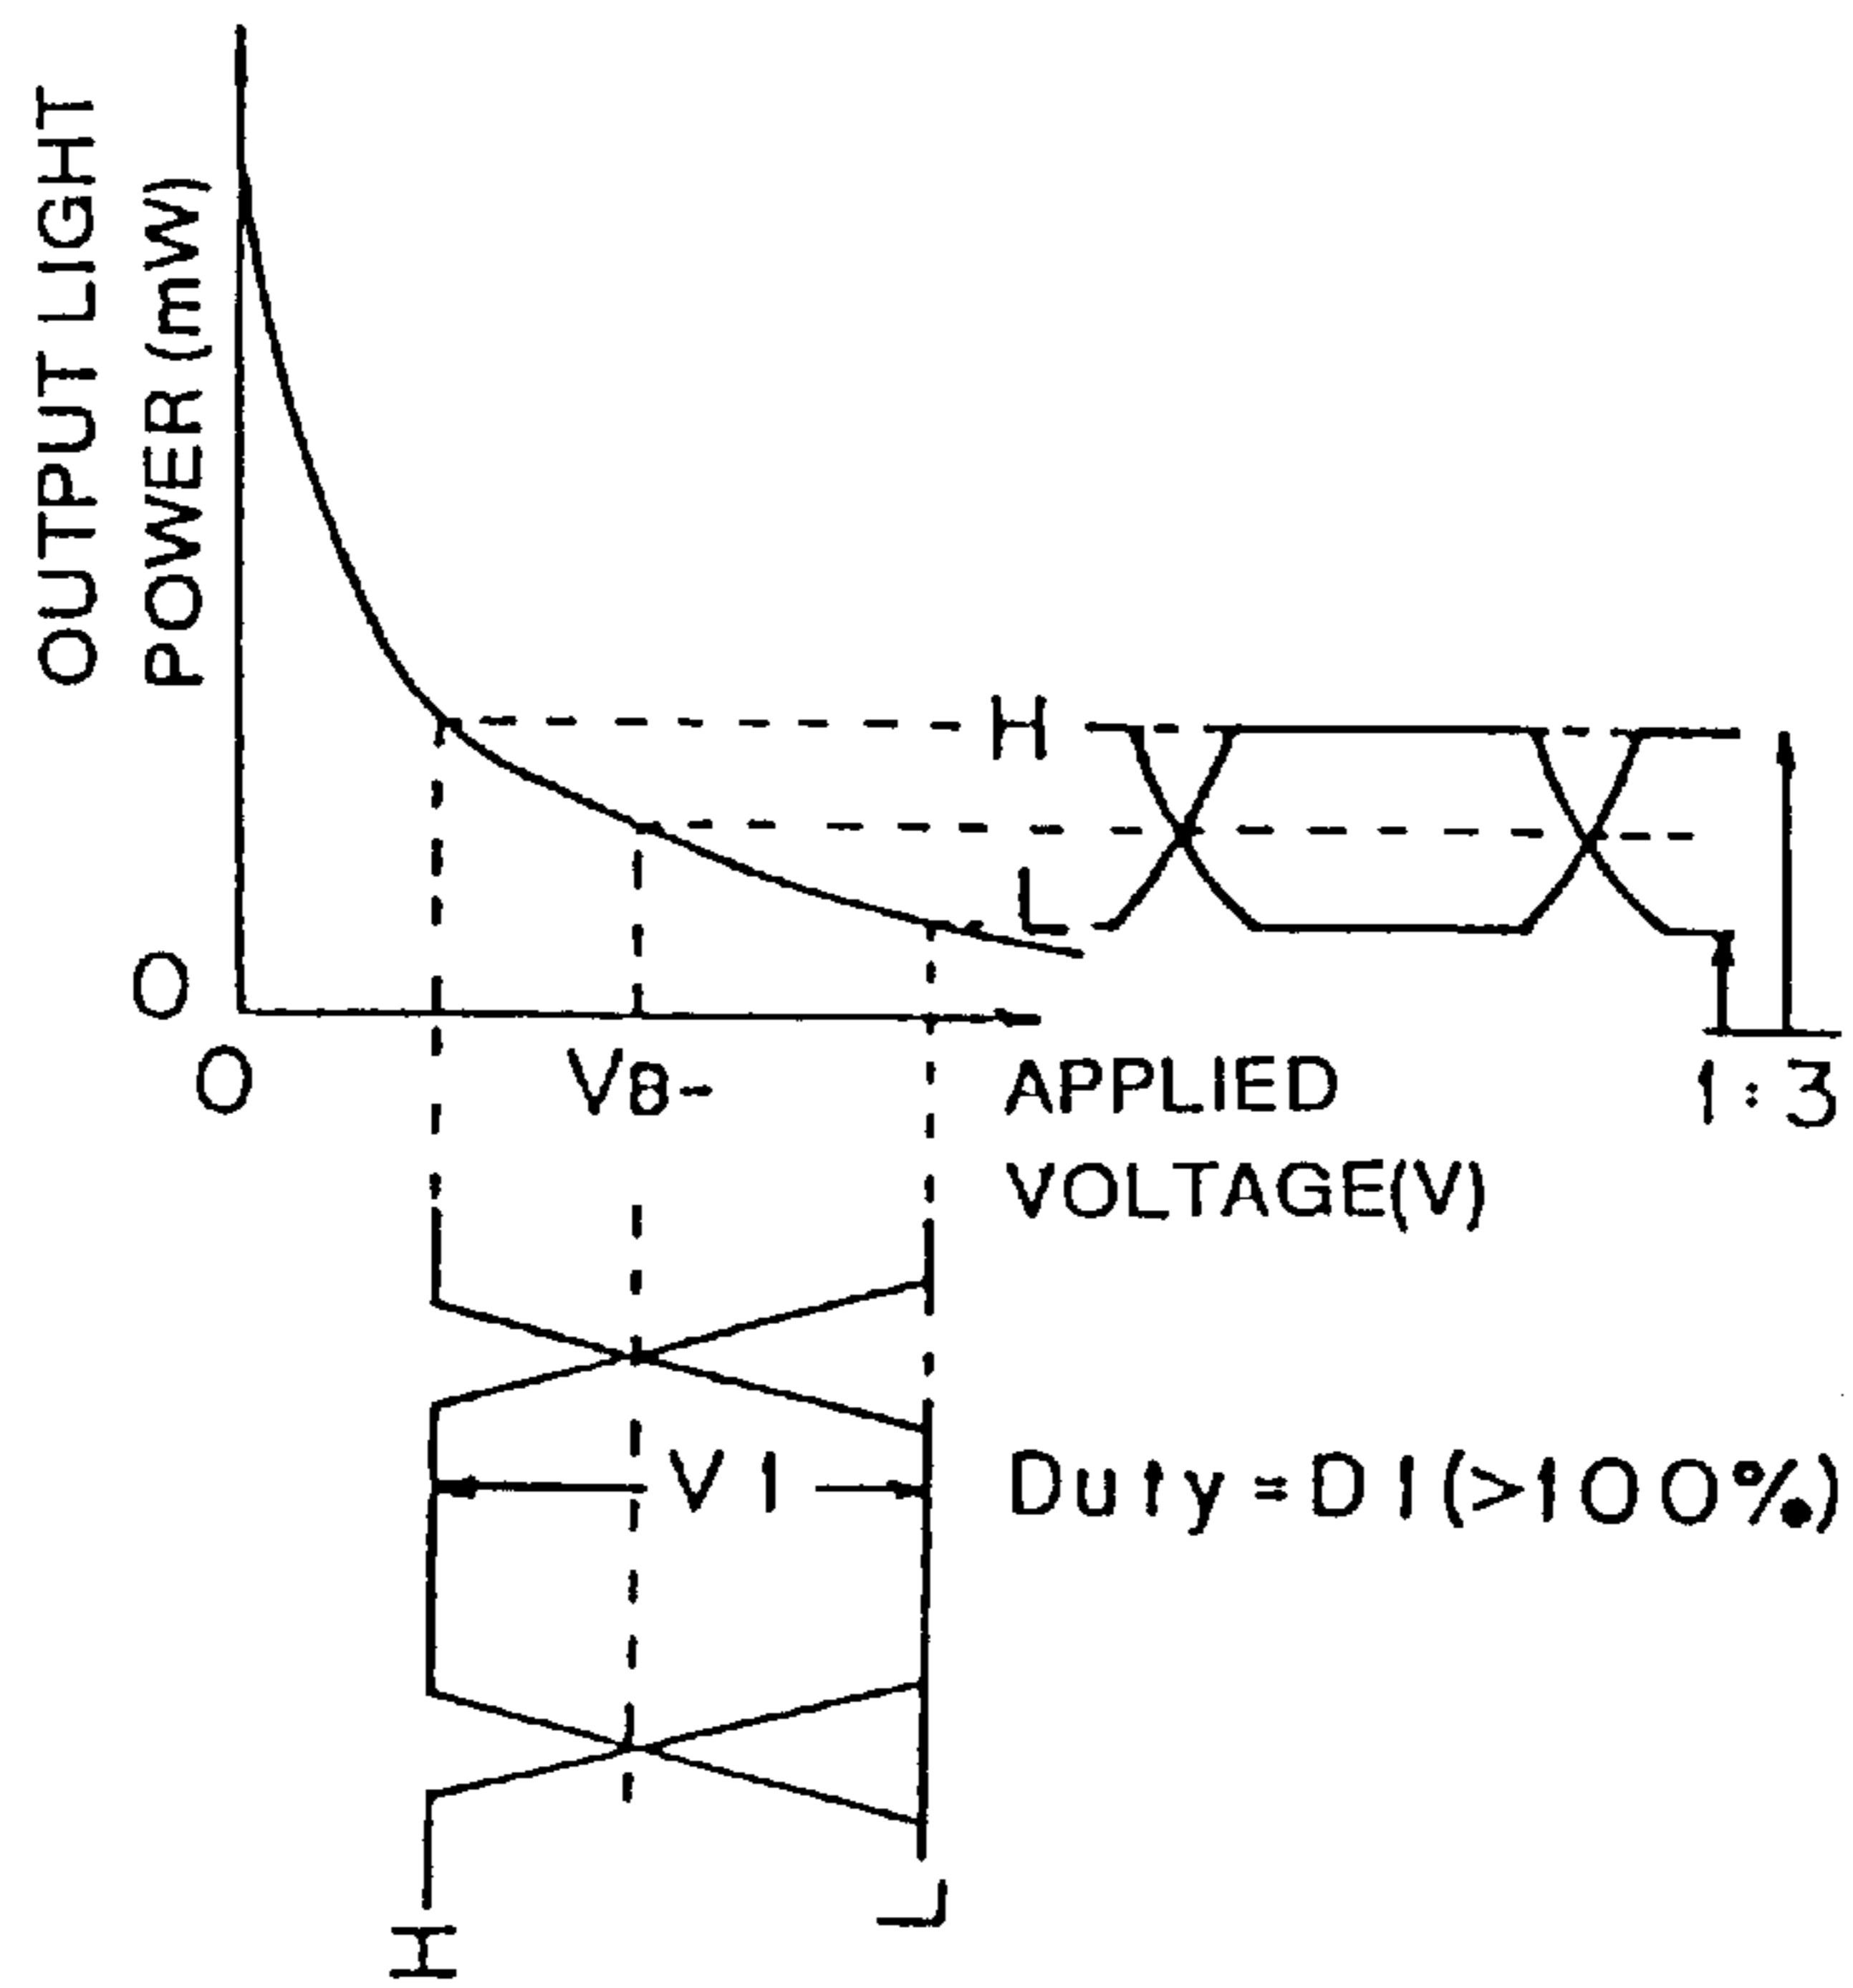 OUTPUT LIGHT
POWER (mW)
H
L
O
O
V8-
APPLIED
VOLTAGE(V)
1:3
V1
Duty=D1(>100%)
H
L